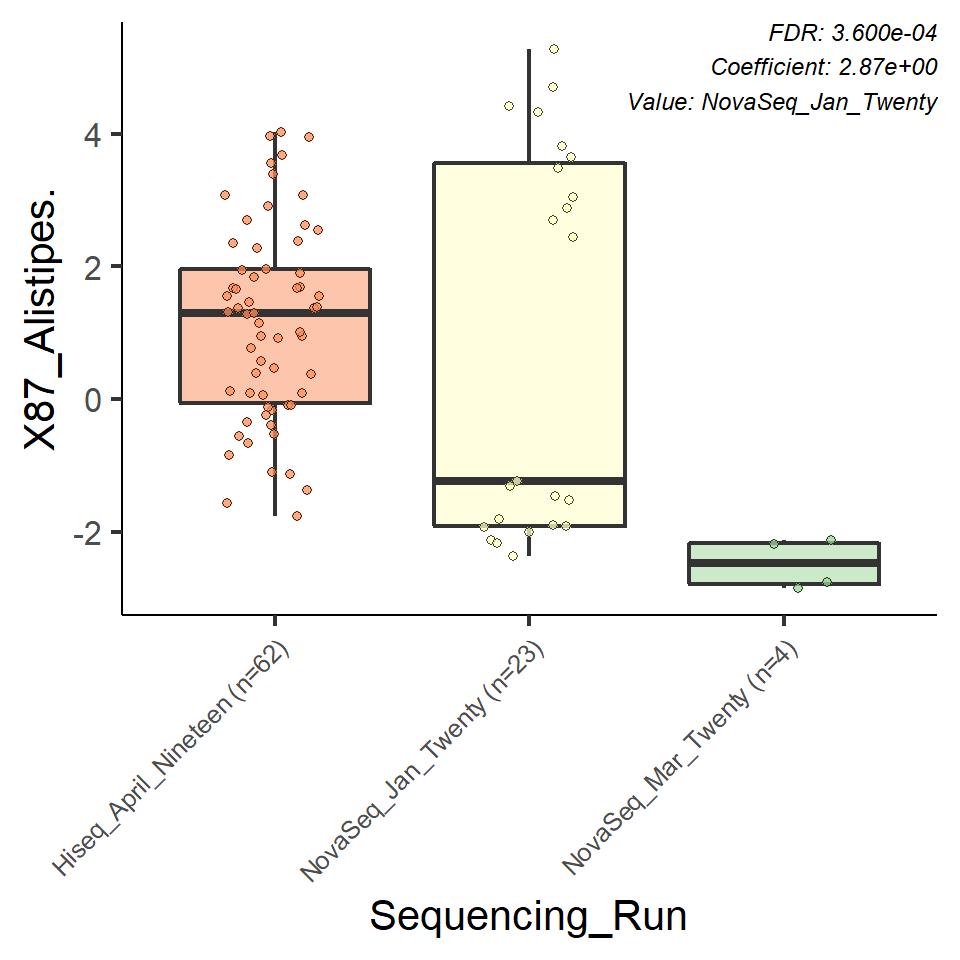 FDR: 3.600e-04
Coefficient: 2.87e+00
Value: NovaSeq_Jan_Twenty
X87_Alistipes.
4
2
0
-2
Hiseq_April_Nineteen (n=62)
NovaSeq_Jan_Twenty (n=23)
NovaSeq_Mar_Twenty (n=4)
Sequencing_Run